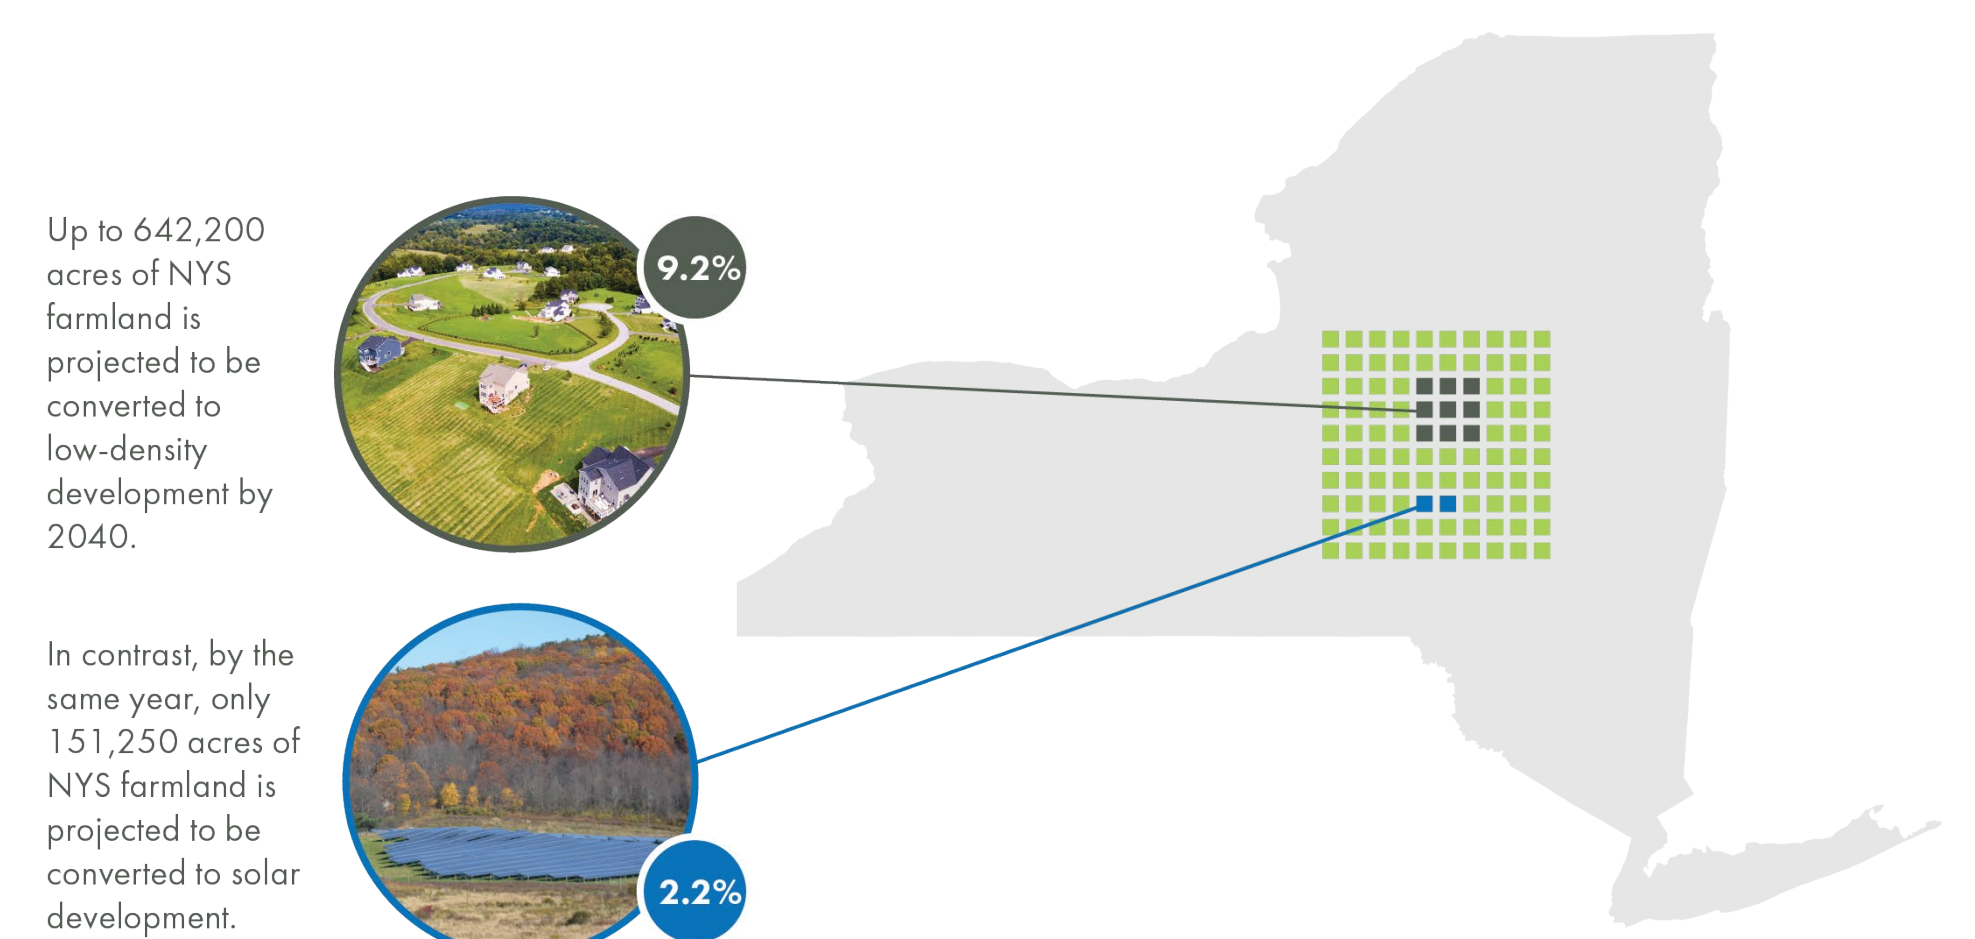 Up to 642,200
acres of NYS
farmland is
projected to be
converted to
low-density
development by
2040.
9.2%
In contrast, by the
same year, only
151,250 acres of
NYS farmland is
projected to be
converted to solar
development.
2.2%